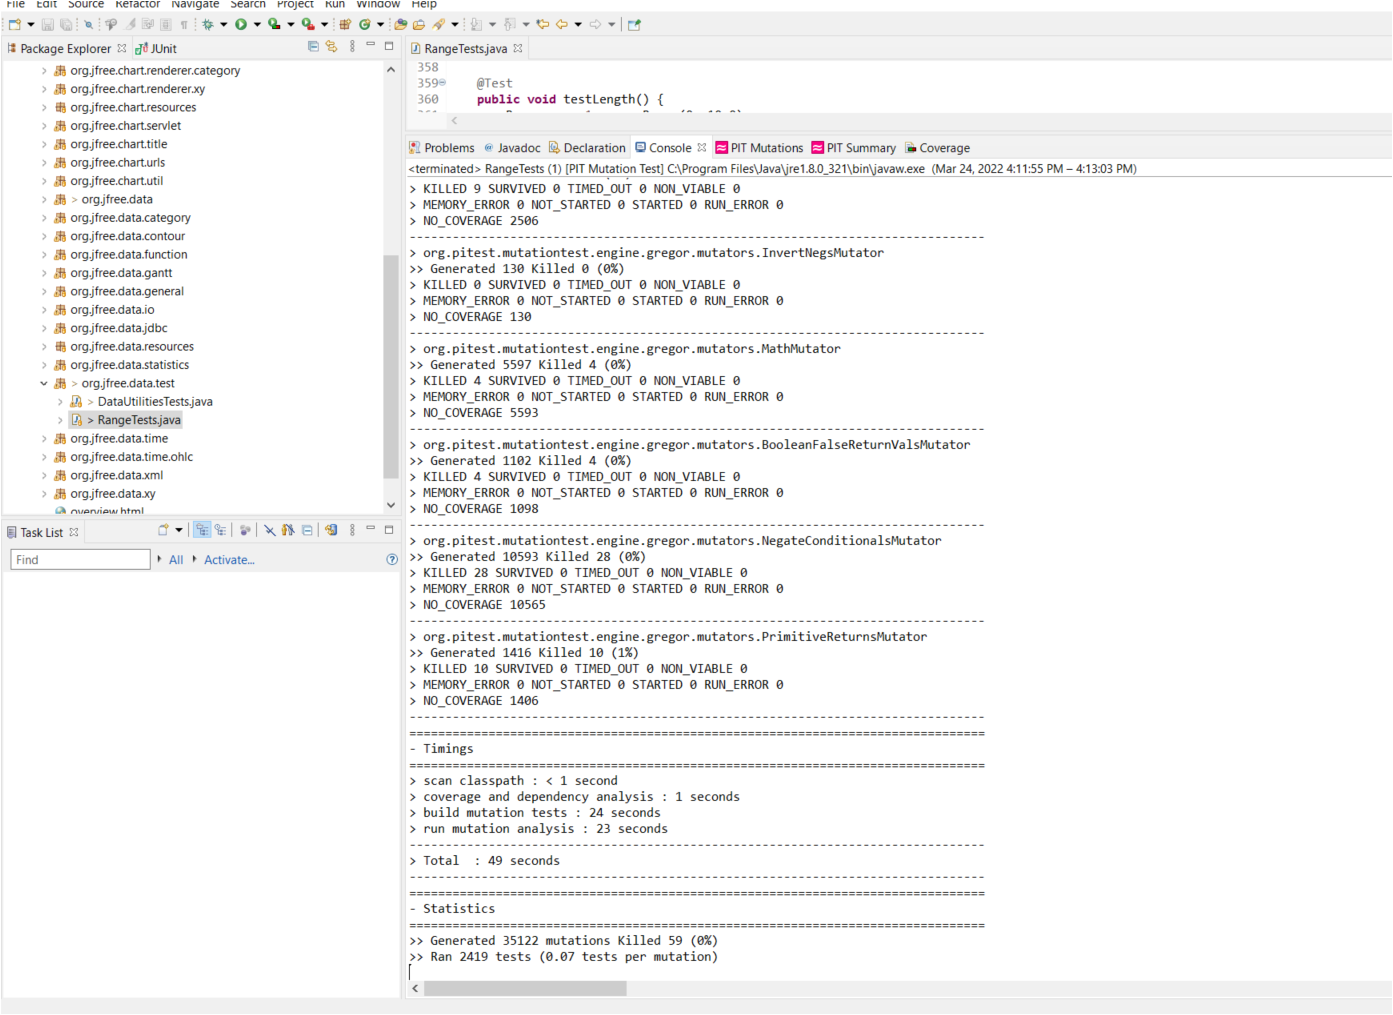 File Edit Source Refactor Navigate Search Project Run Window Help
Package Explorer JUnit
org.jfree.chart.renderer.category
org.jfree.chart.renderer.xy
org.jfree.chart.resources
org.jfree.chart.servlet
org.jfree.chart.title
org.jfree.chart.urls
org.jfree.chart.util
> org.jfree.data
org.jfree.data.category
org.jfree.data.contour
org.jfree.data.function
org.jfree.data.gantt
org.jfree.data.general
org.jfree.data.io
org.jfree.data.jdbc
org.jfree.data.resources
org.jfree.data.statistics
> org.jfree.data.test
> DataUtilitiesTests.java
> RangeTests.java
org.jfree.data.time
org.jfree.data.time.ohlc
org.jfree.data.xml
org.jfree.data.xy
overview.html
Task List
Find All Activate...
RangeTests.java
358
359 @Test
360 public void testLength() {
Problems Javadoc Declaration Console PIT Mutations PIT Summary Coverage
<terminated> RangeTests (1) [PIT Mutation Test] C:\Program Files\Java\jre1.8.0_321\bin\javaw.exe (Mar 24, 2022 4:11:55 PM – 4:13:03 PM)
> KILLED 9 SURVIVED 0 TIMED_OUT 0 NON_VIABLE 0
> MEMORY_ERROR 0 NOT_STARTED 0 STARTED 0 RUN_ERROR 0
> NO_COVERAGE 2506
--------------------------------------------------------------------------------
> org.pitest.mutationtest.engine.gregor.mutators.InvertNegsMutator
>> Generated 130 Killed 0 (0%)
> KILLED 0 SURVIVED 0 TIMED_OUT 0 NON_VIABLE 0
> MEMORY_ERROR 0 NOT_STARTED 0 STARTED 0 RUN_ERROR 0
> NO_COVERAGE 130
--------------------------------------------------------------------------------
> org.pitest.mutationtest.engine.gregor.mutators.MathMutator
>> Generated 5597 Killed 4 (0%)
> KILLED 4 SURVIVED 0 TIMED_OUT 0 NON_VIABLE 0
> MEMORY_ERROR 0 NOT_STARTED 0 STARTED 0 RUN_ERROR 0
> NO_COVERAGE 5593
--------------------------------------------------------------------------------
> org.pitest.mutationtest.engine.gregor.mutators.BooleanFalseReturnValsMutator
>> Generated 1102 Killed 4 (0%)
> KILLED 4 SURVIVED 0 TIMED_OUT 0 NON_VIABLE 0
> MEMORY_ERROR 0 NOT_STARTED 0 STARTED 0 RUN_ERROR 0
> NO_COVERAGE 1098
--------------------------------------------------------------------------------
> org.pitest.mutationtest.engine.gregor.mutators.NegateConditionalsMutator
>> Generated 10593 Killed 28 (0%)
> KILLED 28 SURVIVED 0 TIMED_OUT 0 NON_VIABLE 0
> MEMORY_ERROR 0 NOT_STARTED 0 STARTED 0 RUN_ERROR 0
> NO_COVERAGE 10565
--------------------------------------------------------------------------------
> org.pitest.mutationtest.engine.gregor.mutators.PrimitiveReturnsMutator
>> Generated 1416 Killed 10 (1%)
> KILLED 10 SURVIVED 0 TIMED_OUT 0 NON_VIABLE 0
> MEMORY_ERROR 0 NOT_STARTED 0 STARTED 0 RUN_ERROR 0
> NO_COVERAGE 1406
--------------------------------------------------------------------------------
================================================================================
- Timings
================================================================================
> scan classpath : < 1 second
> coverage and dependency analysis : 1 seconds
> build mutation tests : 24 seconds
> run mutation analysis : 23 seconds
--------------------------------------------------------------------------------
> Total  : 49 seconds
--------------------------------------------------------------------------------
================================================================================
- Statistics
================================================================================
>> Generated 35122 mutations Killed 59 (0%)
>> Ran 2419 tests (0.07 tests per mutation)